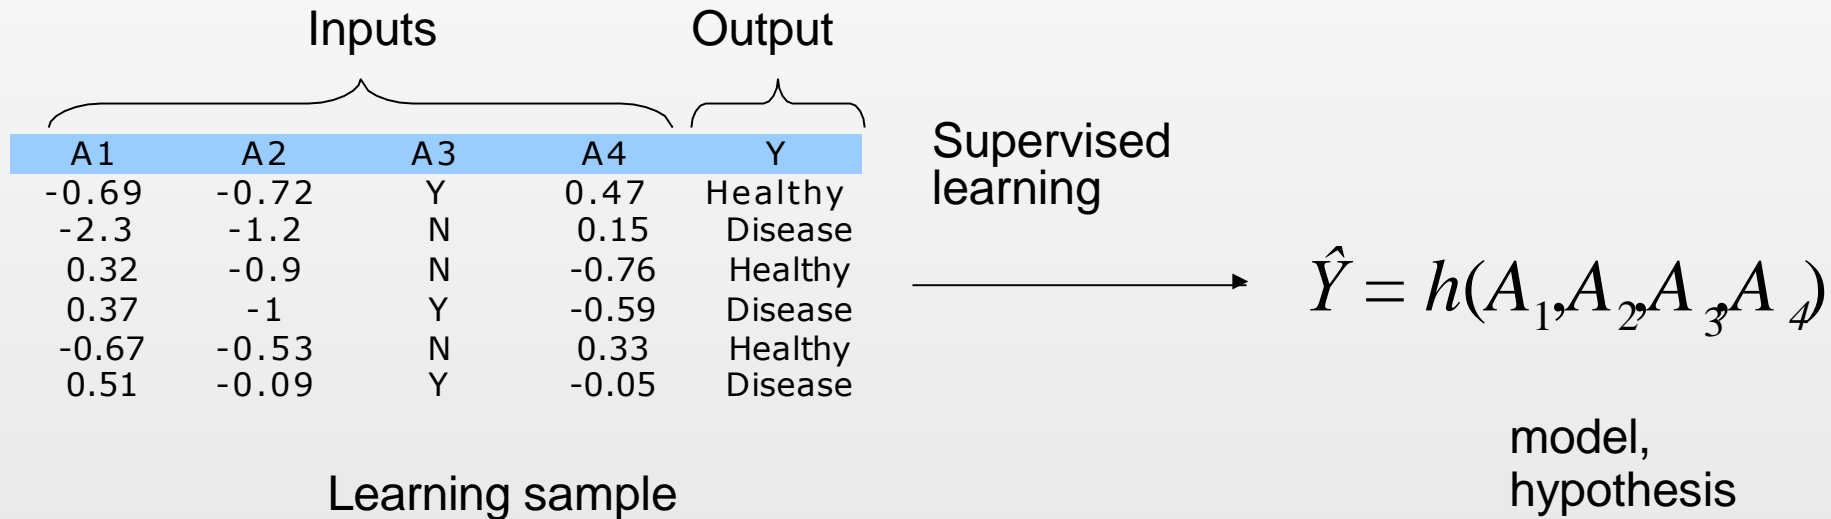 Inputs Output
A1 A2 A3 A4 Y
-0.69 -0.72 Y 0.47 Healthy
-2.3 -1.2 N 0.15 Disease
0.32 -0.9 N -0.76 Healthy
0.37 -1 Y -0.59 Disease
-0.67 -0.53 N 0.33 Healthy
0.51 -0.09 Y -0.05 Disease
Learning sample
Supervised
learning
Ŷ = h(A₁,A₂,A₃,A₄)
model,
hypothesis